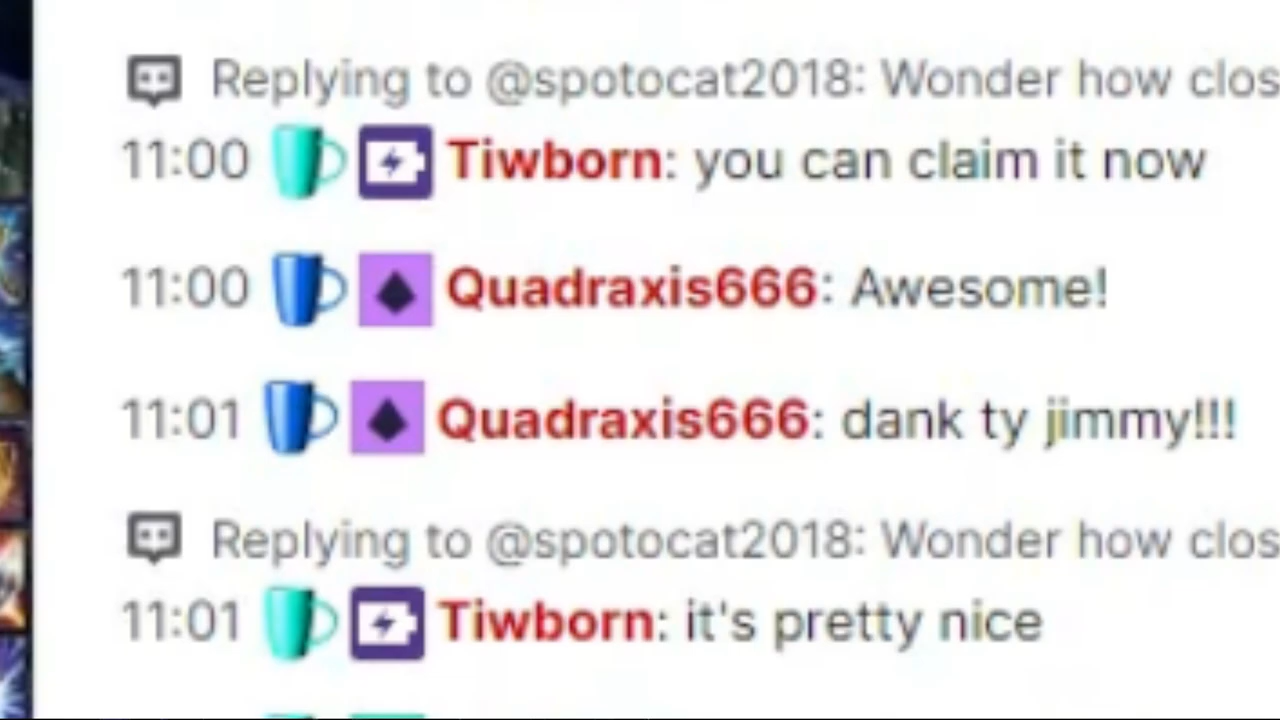 Replying to @spotocat2018: Wonder how clos
11:00 Tiwborn: you can claim it now
11:00 Quadraxis666: Awesome!
11:01 Quadraxis666: dank ty jimmy!!!
Replying to @spotocat2018: Wonder how clos
11:01 Tiwborn: it's pretty nice